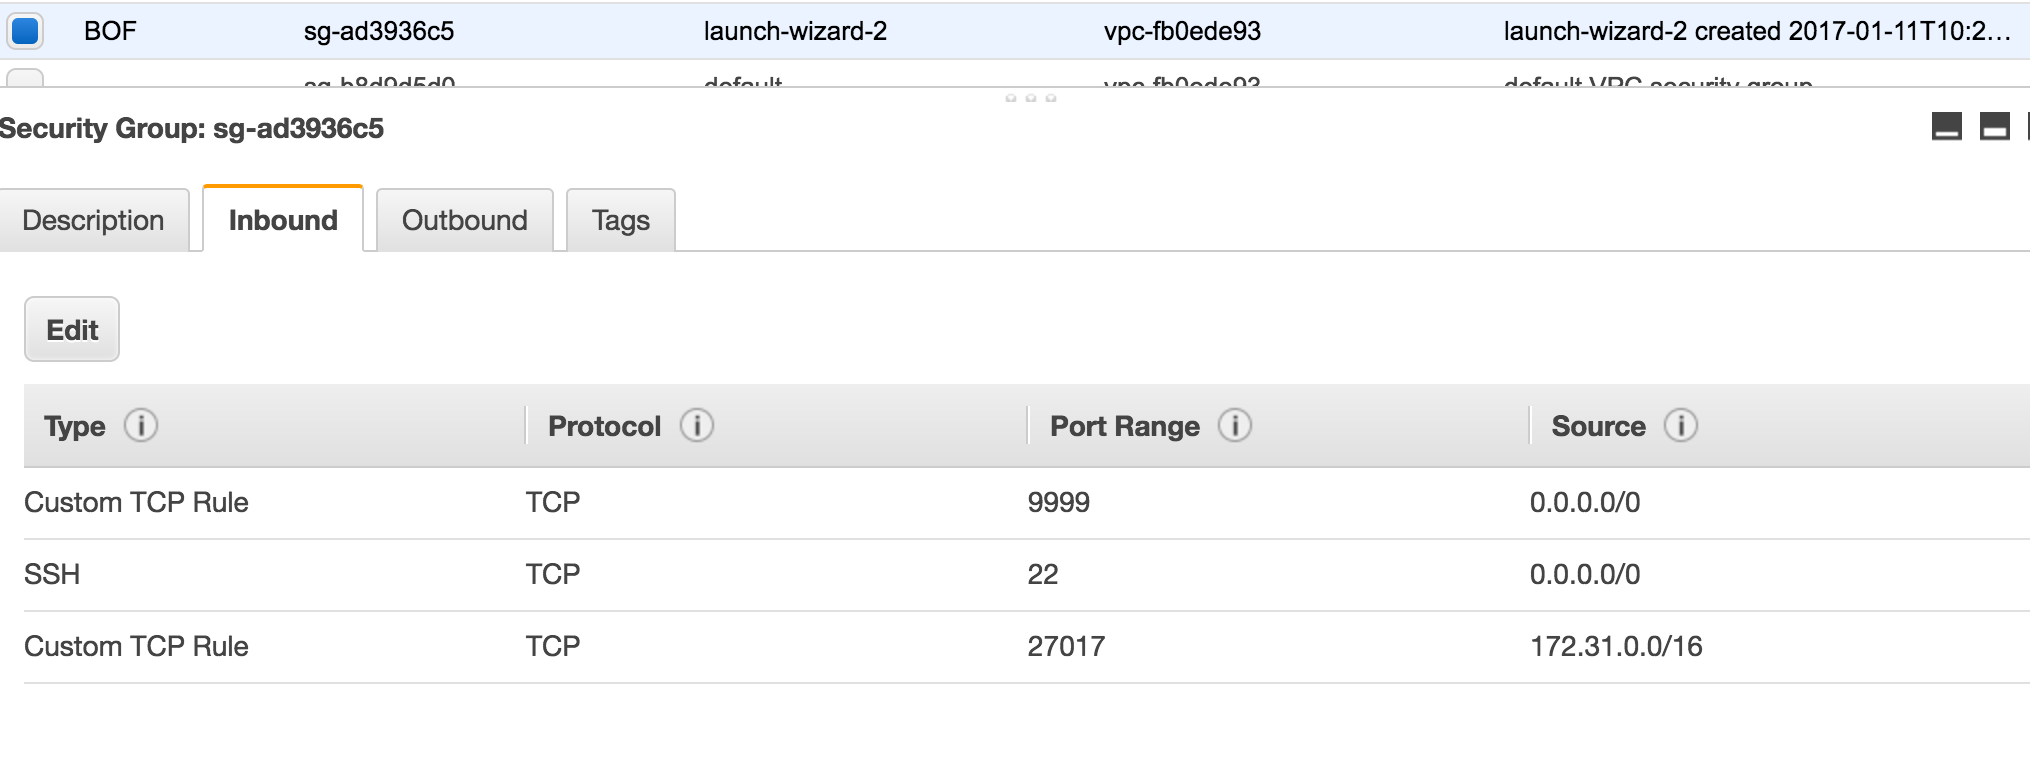 BOF sg-ad3936c5 launch-wizard-2 vpc-fb0ede93 launch-wizard-2 created 2017-01-11T10:2...
sg-b8d9d5d0 default vpc-fb0ede93 default VPC security group
Security Group: sg-ad3936c5
Description Inbound Outbound Tags
Edit
Type Protocol Port Range Source
Custom TCP Rule TCP 9999 0.0.0.0/0
SSH TCP 22 0.0.0.0/0
Custom TCP Rule TCP 27017 172.31.0.0/16